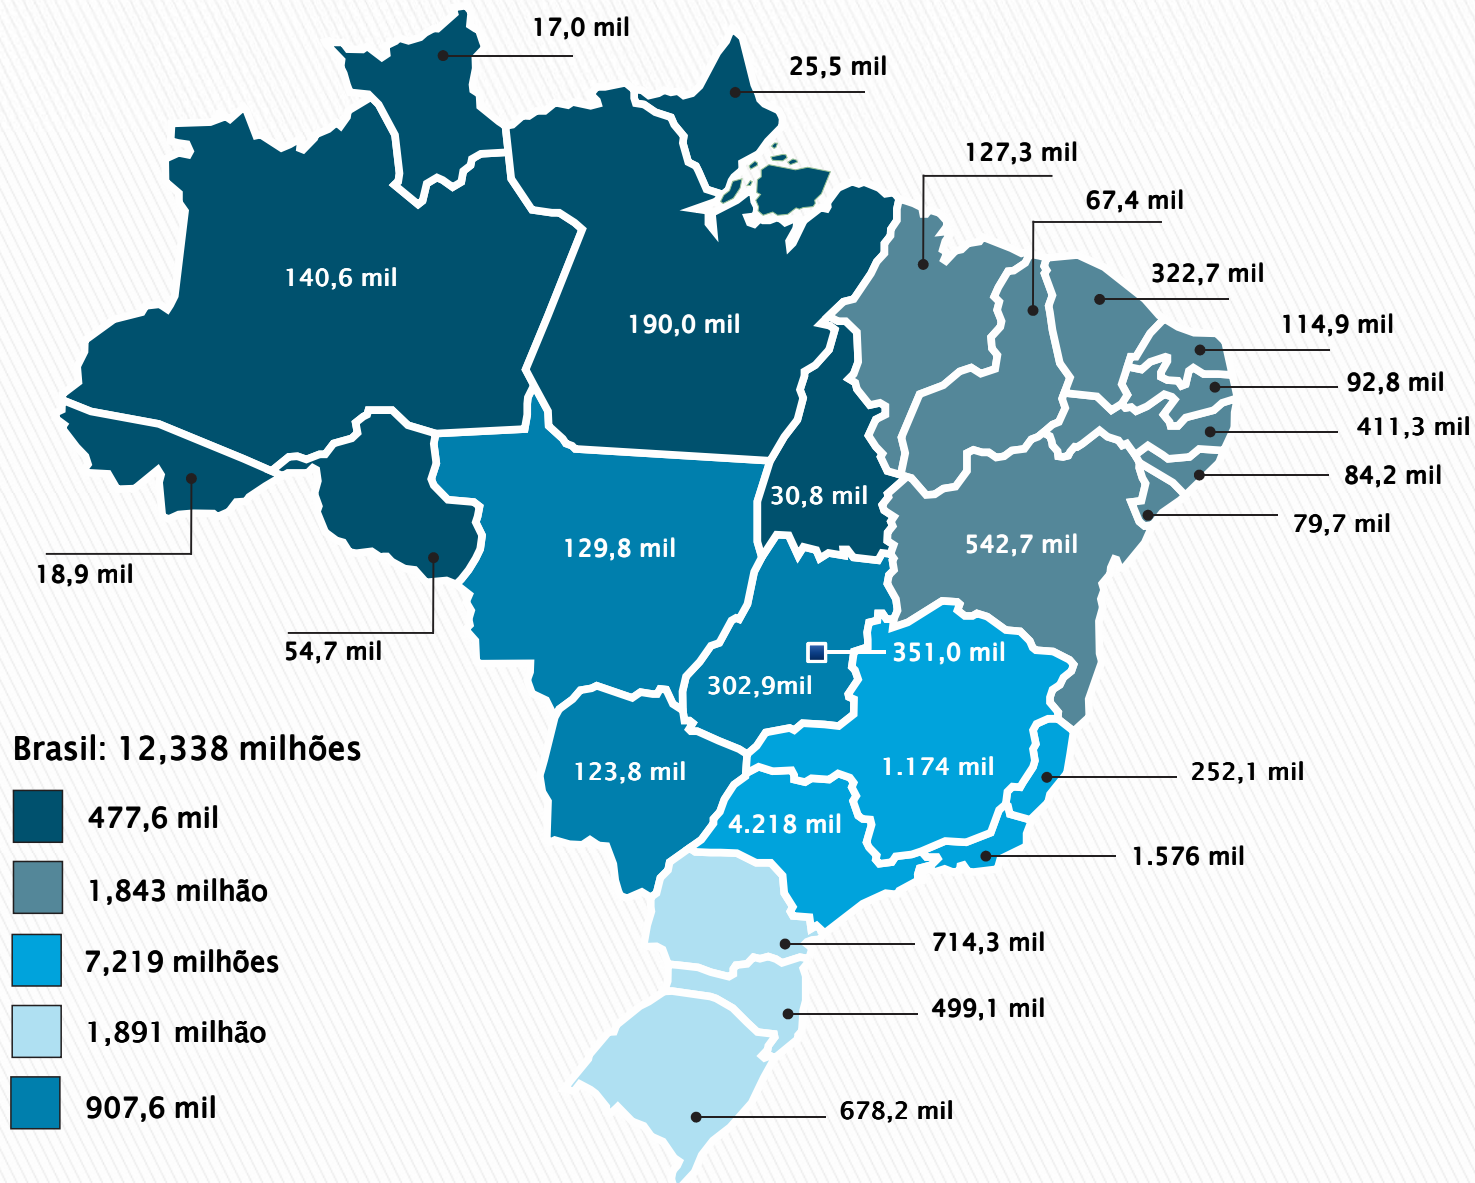 17,0 mil
25,5 mil
127,3 mil
67,4 mil
140,6 mil
322,7 mil
190,0 mil
114,9 mil
92,8 mil
411,3 mil
84,2 mil
30,8 mil
79,7 mil
129,8 mil
542,7 mil
18,9 mil
54,7 mil
351,0 mil
302,9mil
Brasil: 12,338 milhões
123,8 mil
1.174 mil
252,1 mil
477,6 mil
4.218 mil
1.576 mil
1,843 milhão
714,3 mil
7,219 milhões
499,1 mil
1,891 milhão
907,6 mil
678,2 mil